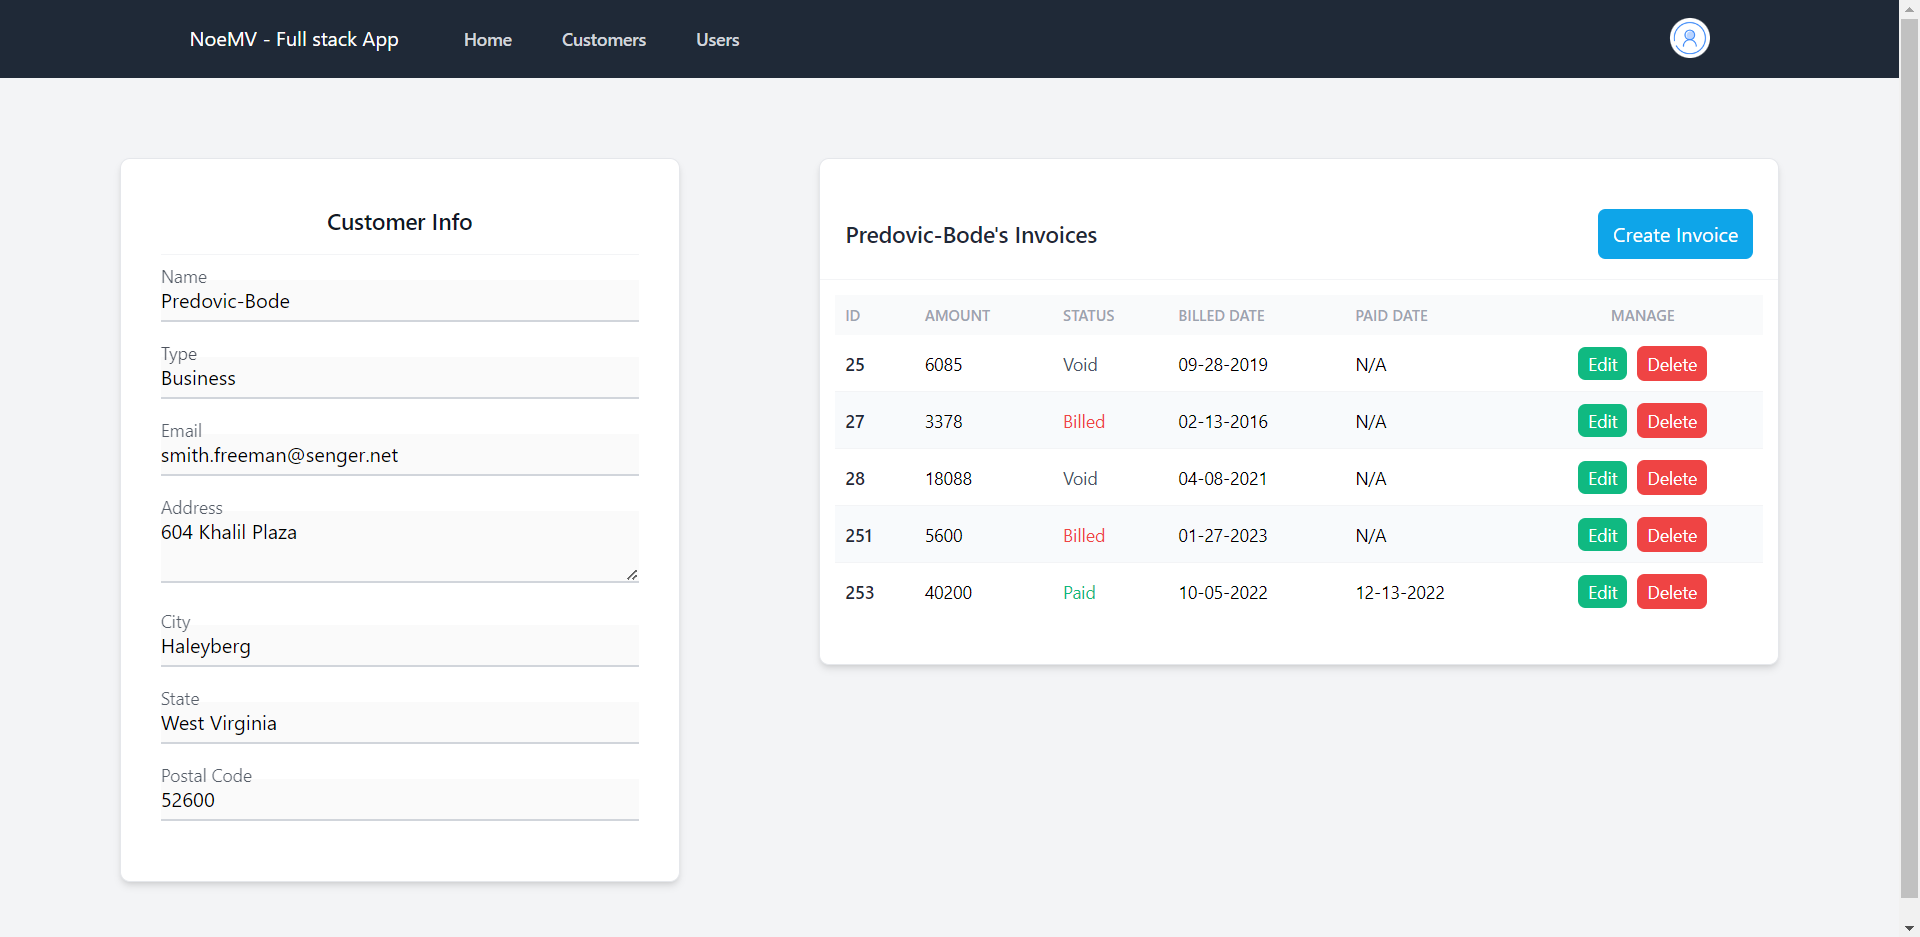 NoeMV - Full stack App Home Customers Users
Customer Info
Name
Predovic-Bode
Type
Business
Email
smith.freeman@senger.net
Address
604 Khalil Plaza
City
Haleyberg
State
West Virginia
Postal Code
52600
Predovic-Bode's Invoices Create Invoice
ID AMOUNT STATUS BILLED DATE PAID DATE MANAGE
25 6085 Void 09-28-2019 N/A Edit Delete
27 3378 Billed 02-13-2016 N/A Edit Delete
28 18088 Void 04-08-2021 N/A Edit Delete
251 5600 Billed 01-27-2023 N/A Edit Delete
253 40200 Paid 10-05-2022 12-13-2022 Edit Delete